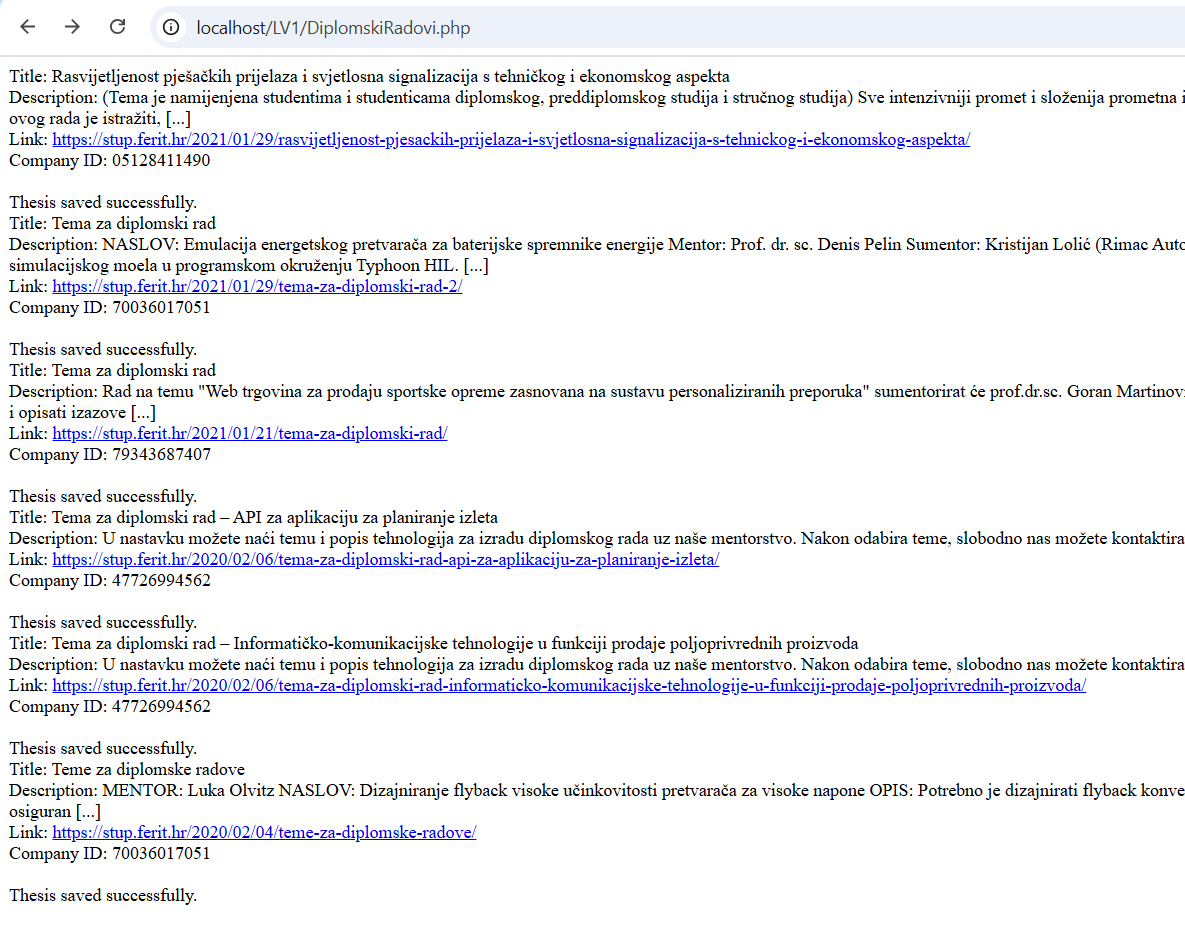 localhost/LV1/DiplomskiRadovi.php
Title: Rasvijetljenost pješačkih prijelaza i svjetlosna signalizacija s tehničkog i ekonomskog aspekta
Description: (Tema je namijenjena studentima i studenticama diplomskog, preddiplomskog studija i stručnog studija) Sve intenzivniji promet i složenija prometna i
ovog rada je istražiti, [...]
Link: https://stup.ferit.hr/2021/01/29/rasvijetljenost-pjesackih-prijelaza-i-svjetlosna-signalizacija-s-tehnickog-i-ekonomskog-aspekta/
Company ID: 05128411490
Thesis saved successfully.
Title: Tema za diplomski rad
Description: NASLOV: Emulacija energetskog pretvarača za baterijske spremnike energije Mentor: Prof. dr. sc. Denis Pelin Sumentor: Kristijan Lolić (Rimac Auto
simulacijskog moela u programskom okruženju Typhoon HIL. [...]
Link: https://stup.ferit.hr/2021/01/29/tema-za-diplomski-rad-2/
Company ID: 70036017051
Thesis saved successfully.
Title: Tema za diplomski rad
Description: Rad na temu "Web trgovina za prodaju sportske opreme zasnovana na sustavu personaliziranih preporuka" sumentorirat će prof.dr.sc. Goran Martinov
i opisati izazove [...]
Link: https://stup.ferit.hr/2021/01/21/tema-za-diplomski-rad/
Company ID: 79343687407
Thesis saved successfully.
Title: Tema za diplomski rad – API za aplikaciju za planiranje izleta
Description: U nastavku možete naći temu i popis tehnologija za izradu diplomskog rada uz naše mentorstvo. Nakon odabira teme, slobodno nas možete kontaktira
Link: https://stup.ferit.hr/2020/02/06/tema-za-diplomski-rad-api-za-aplikaciju-za-planiranje-izleta/
Company ID: 47726994562
Thesis saved successfully.
Title: Tema za diplomski rad – Informatičko-komunikacijske tehnologije u funkciji prodaje poljoprivrednih proizvoda
Description: U nastavku možete naći temu i popis tehnologija za izradu diplomskog rada uz naše mentorstvo. Nakon odabira teme, slobodno nas možete kontaktira
Link: https://stup.ferit.hr/2020/02/06/tema-za-diplomski-rad-informaticko-komunikacijske-tehnologije-u-funkciji-prodaje-poljoprivrednih-proizvoda/
Company ID: 47726994562
Thesis saved successfully.
Title: Teme za diplomske radove
Description: MENTOR: Luka Olvitz NASLOV: Dizajniranje flyback visoke učinkovitosti pretvarača za visoke napone OPIS: Potrebno je dizajnirati flyback konve
osiguran [...]
Link: https://stup.ferit.hr/2020/02/04/teme-za-diplomske-radove/
Company ID: 70036017051
Thesis saved successfully.